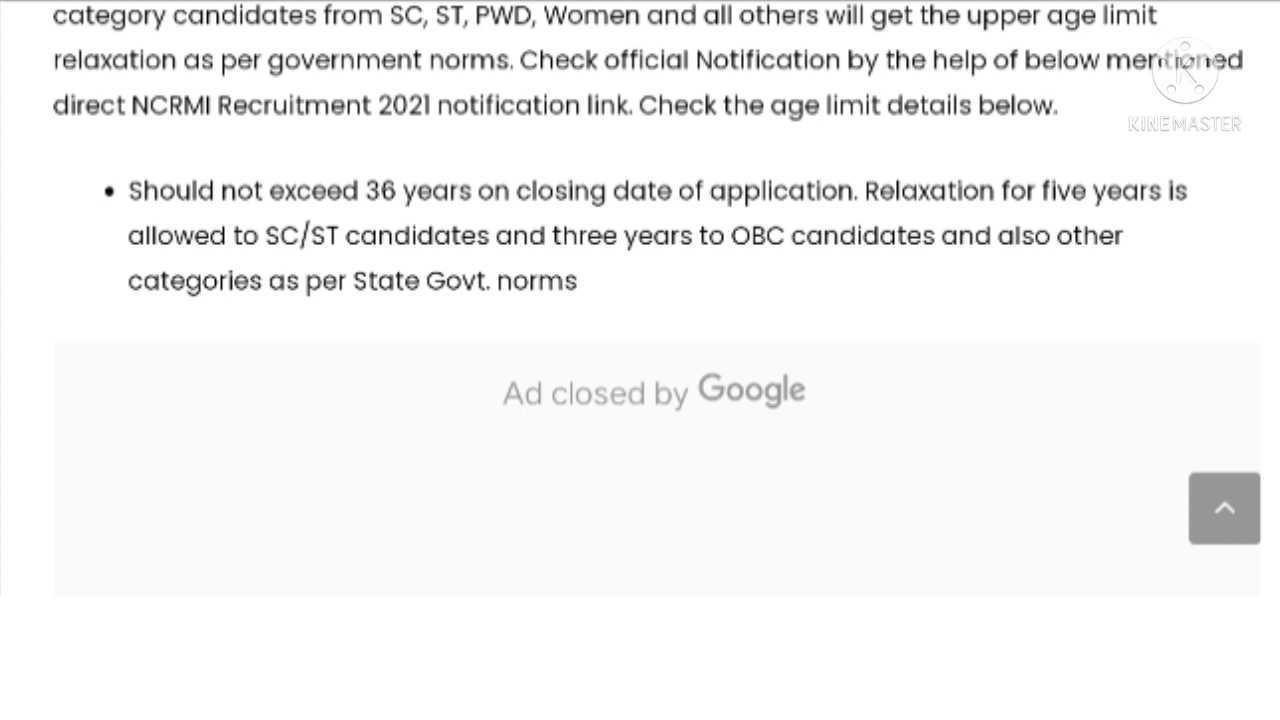 category candidates from SC, ST, PWD, Women and all others will get the upper age limit
relaxation as per government norms. Check official Notification by the help of below mentioned
direct NCRMI Recruitment 2021 notification link. Check the age limit details below.
• Should not exceed 36 years on closing date of application. Relaxation for five years is
allowed to SC/ST candidates and three years to OBC candidates and also other
categories as per State Govt. norms
Ad closed by Google
K
KINEMASTER